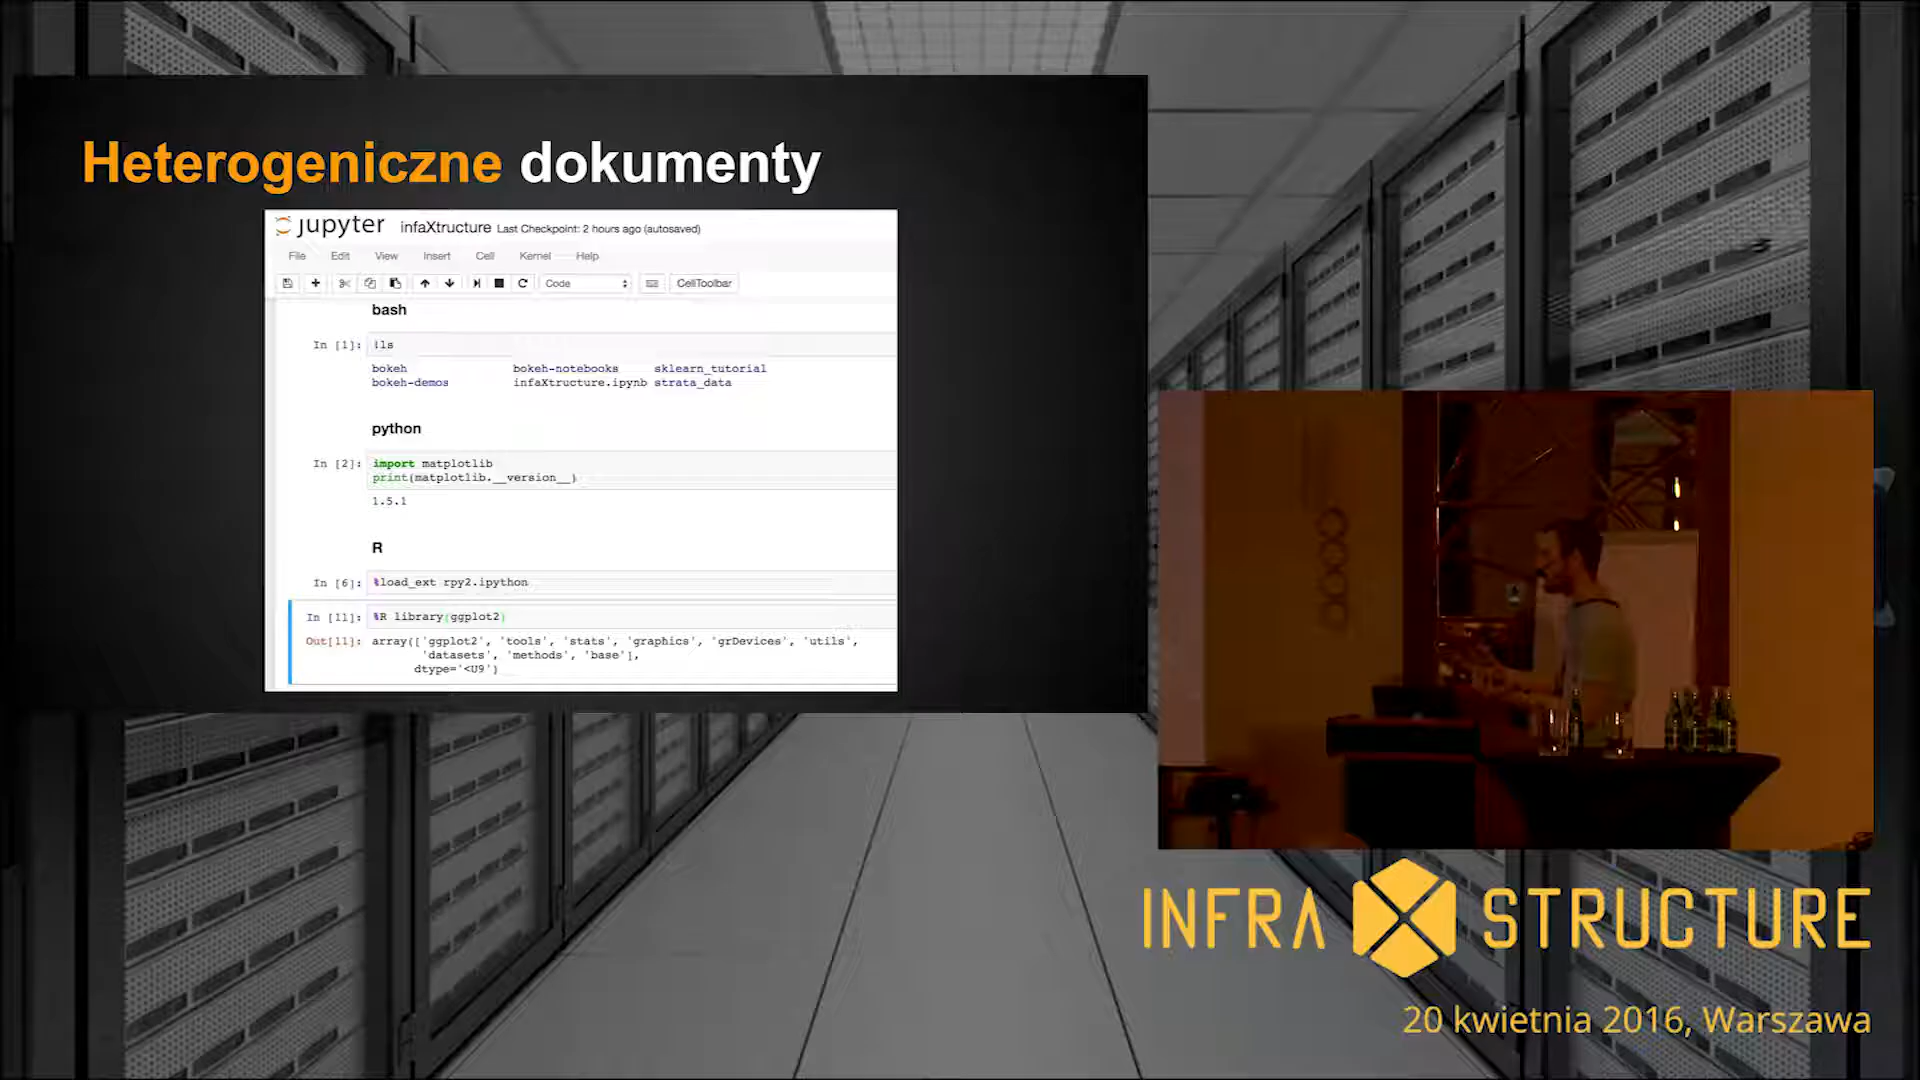 Heterogeniczne dokumenty
jupyter infaXtructure Last Checkpoint: 2 hours ago (autosaved)
File Edit View Insert Cell Kernel Help
Code CellToolbar
bash
In [1]: !ls
bokeh bokeh-notebooks sklearn_tutorial
bokeh-demos infaXtructure.ipynb strata_data
python
In [2]: import matplotlib
print(matplotlib.__version__)
1.5.1
R
In [6]: %load_ext rpy2.ipython
In [11]: %R library(ggplot2)
Out[11]: array(['ggplot2', 'tools', 'stats', 'graphics', 'grDevices', 'utils',
'datasets', 'methods', 'base'],
dtype='<U9')
INFRA STRUCTURE
20 kwietnia 2016, Warszawa